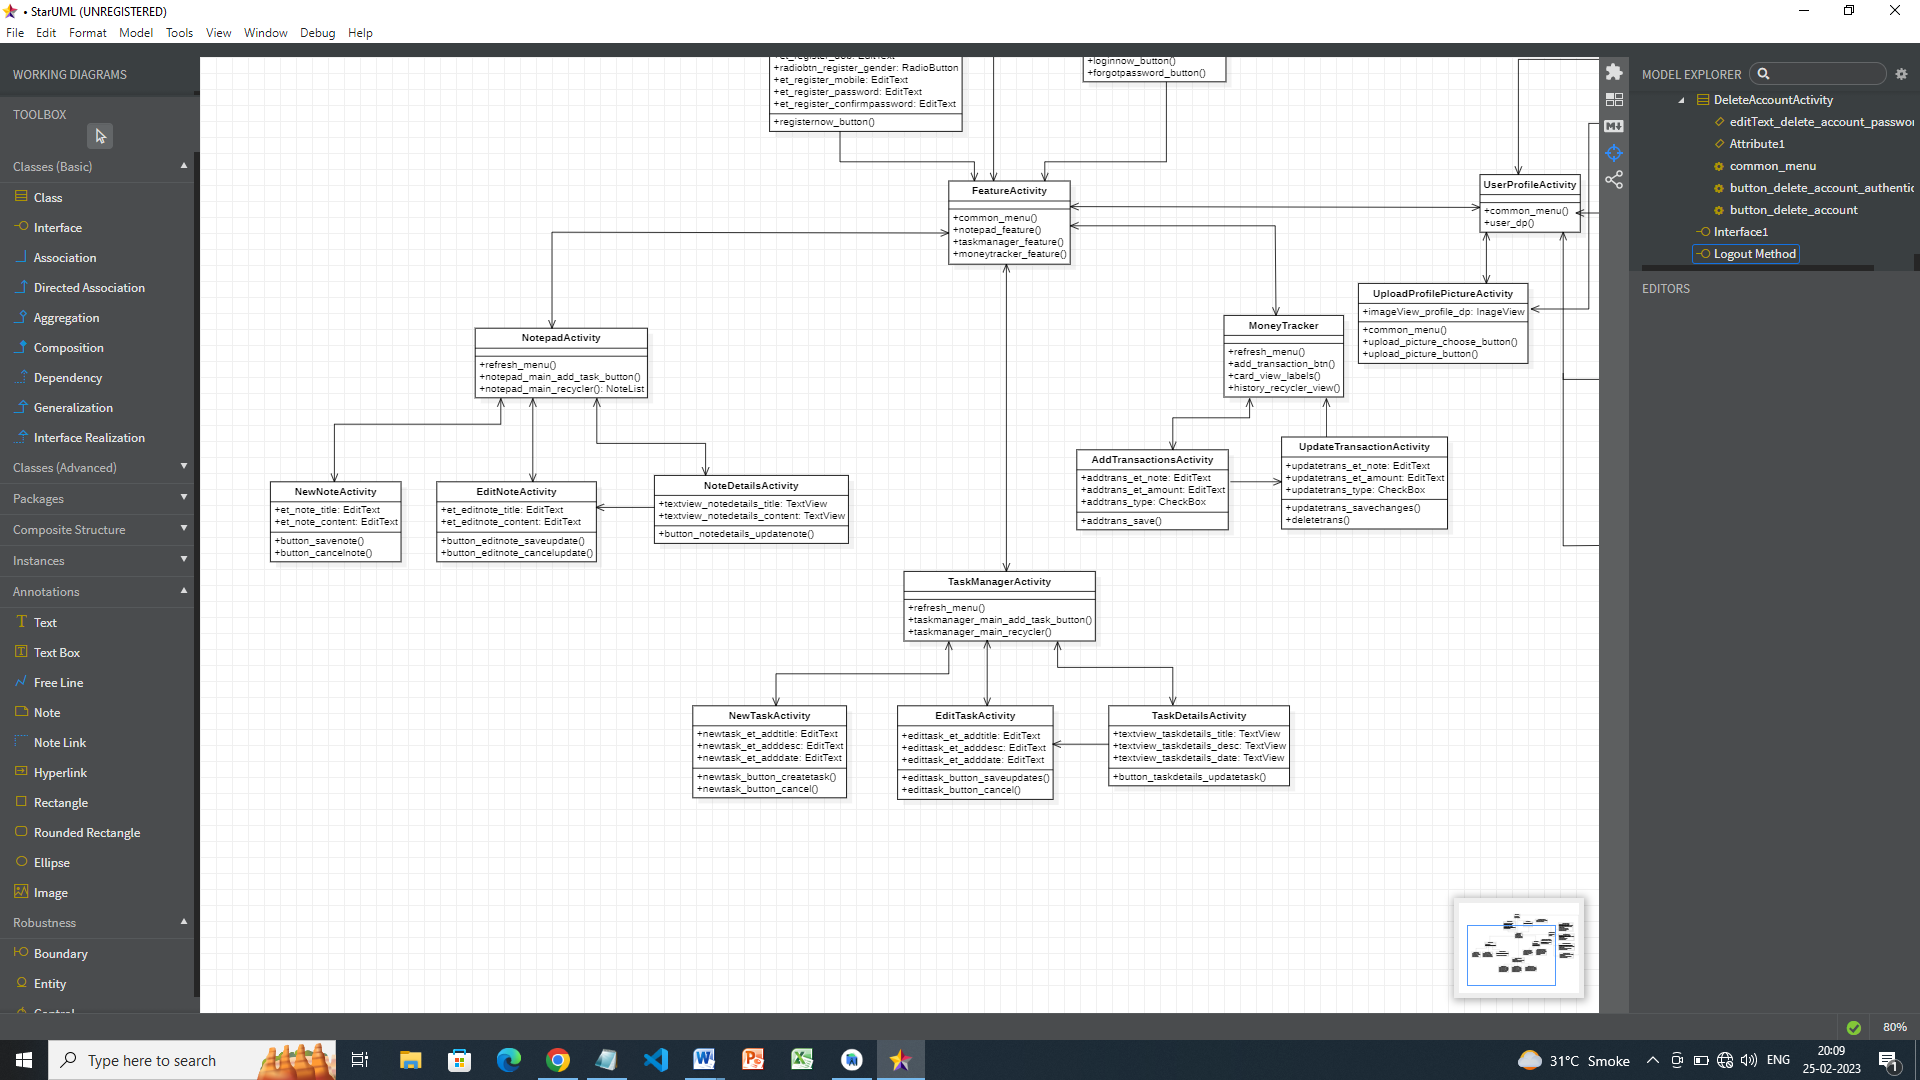 • StarUML (UNREGISTERED)
File Edit Format Model Tools View Window Debug Help
WORKING DIAGRAMS
TOOLBOX
Classes (Basic)
Class
Interface
Association
Directed Association
Aggregation
Composition
Dependency
Generalization
Interface Realization
Classes (Advanced)
Packages
Composite Structure
Instances
Annotations
Text
Text Box
Free Line
Note
Note Link
Hyperlink
Rectangle
Rounded Rectangle
Ellipse
Image
Robustness
Boundary
Entity
+radiobtn_register_gender: RadioButton
+et_register_mobile: EditText
+et_register_password: EditText
+et_register_confirmpassword: EditText
+registernow_button()
+loginnow_button()
+forgotpassword_button()
FeatureActivity
+common_menu()
+notepad_feature()
+taskmanager_feature()
+moneytracker_feature()
UserProfileActivity
+common_menu()
+user_dp()
UploadProfilePictureActivity
+imageView_profile_dp: InageView
+common_menu()
+upload_picture_choose_button()
+upload_picture_button()
NotepadActivity
+refresh_menu()
+notepad_main_add_task_button()
+notepad_main_recycler(): NoteList
MoneyTracker
+refresh_menu()
+add_transaction_btn()
+card_view_labels()
+history_recycler_view()
NewNoteActivity
+et_note_title: EditText
+et_note_content: EditText
+button_savenote()
+button_cancelnote()
EditNoteActivity
+et_editnote_title: EditText
+et_editnote_content: EditText
+button_editnote_saveupdate()
+button_editnote_cancelupdate()
NoteDetailsActivity
+textview_notedetails_title: TextView
+textview_notedetails_content: TextView
+button_notedetails_updatenote()
AddTransactionsActivity
+addtrans_et_note: EditText
+addtrans_et_amount: EditText
+addtrans_type: CheckBox
+addtrans_save()
UpdateTransactionActivity
+updatetrans_et_note: EditText
+updatetrans_et_amount: EditText
+updatetrans_type: CheckBox
+updatetrans_savechanges()
+deletetrans()
TaskManagerActivity
+refresh_menu()
+taskmanager_main_add_task_button()
+taskmanager_main_recycler()
NewTaskActivity
+newtask_et_addtitle: EditText
+newtask_et_adddesc: EditText
+newtask_et_adddate: EditText
+newtask_button_createtask()
+newtask_button_cancel()
EditTaskActivity
+edittask_et_addtitle: EditText
+edittask_et_adddesc: EditText
+edittask_et_adddate: EditText
+edittask_button_saveupdates()
+edittask_button_cancel()
TaskDetailsActivity
+textview_taskdetails_title: TextView
+textview_taskdetails_desc: TextView
+textview_taskdetails_date: TextView
+button_taskdetails_updatetask()
MODEL EXPLORER
DeleteAccountActivity
editText_delete_account_passwor
Attribute1
common_menu
button_delete_account_authentic
button_delete_account
Interface1
Logout Method
EDITORS
80%
Type here to search
31°C Smoke
ENG
20:09
25-02-2023
1